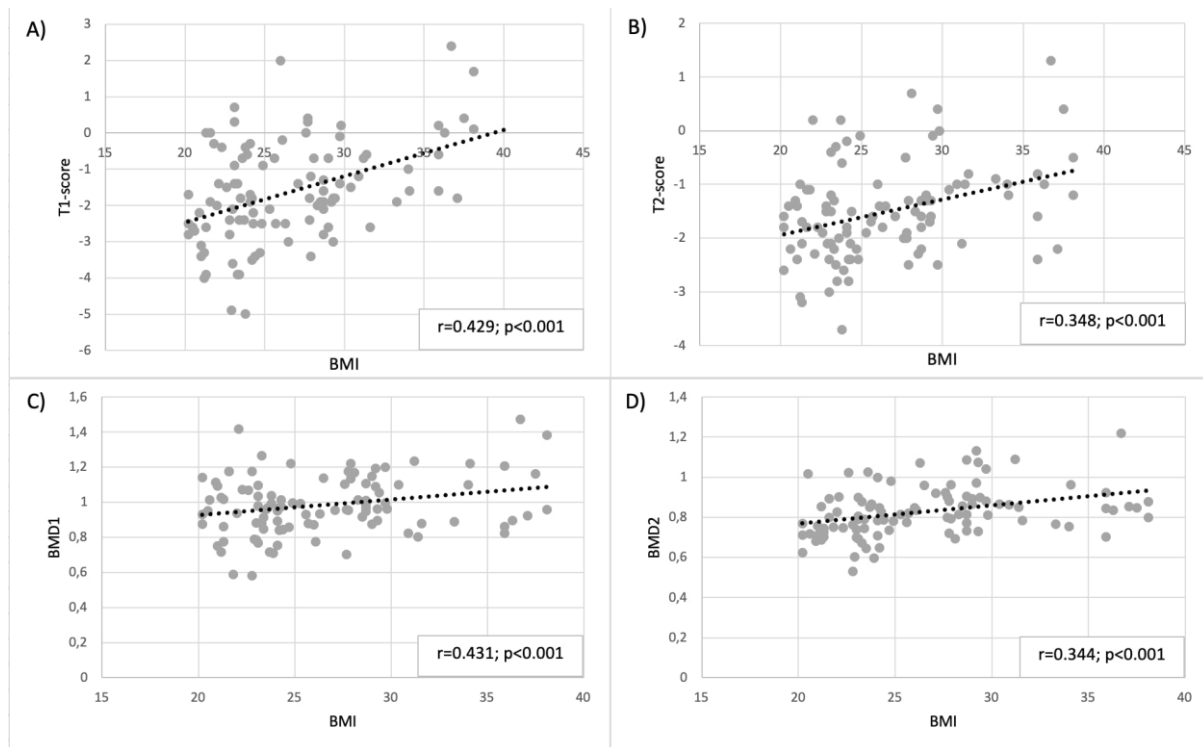 A)
3
2
1
0
-1
-2
-3
-4
-5
-6
15 20 25 30 35 40 45
T1-score
BMI
r=0.429; p<0.001
B)
2
1
0
-1
-2
-3
-4
15 20 25 30 35 40 45
T2-score
BMI
r=0.348; p<0.001
C)
1,6
1,4
1,2
1
0,8
0,6
0,4
0,2
0
15 20 25 30 35 40
BMD1
BMI
r=0.431; p<0.001
D)
1,4
1,2
1
0,8
0,6
0,4
0,2
0
15 20 25 30 35 40
BMD2
BMI
r=0.344; p<0.001